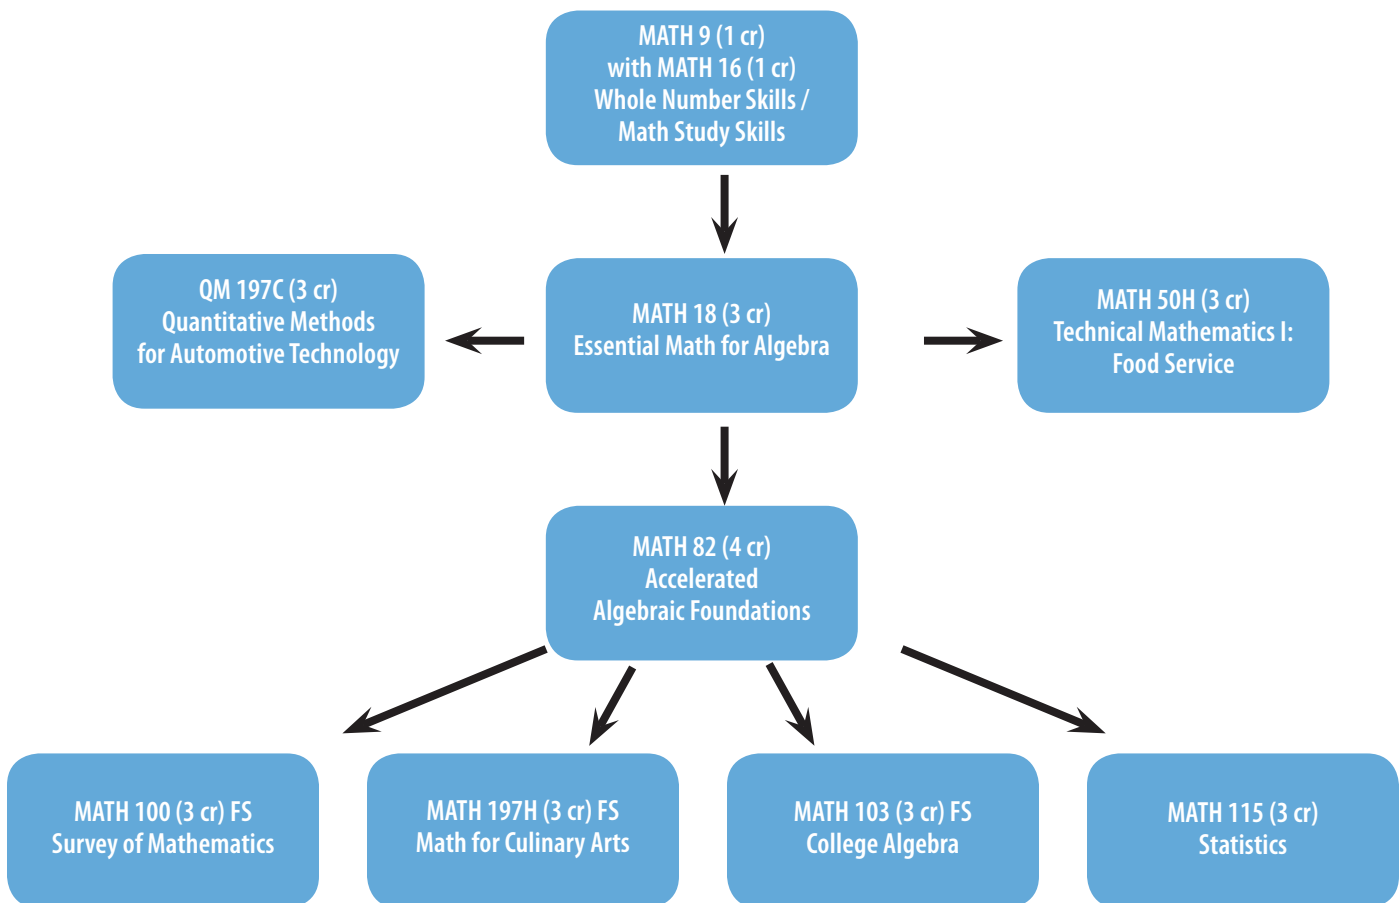 MATH 9 (1 cr)
with MATH 16 (1 cr)
Whole Number Skills /
Math Study Skills
QM 197C (3 cr)
Quantitative Methods
for Automotive Technology
MATH 18 (3 cr)
Essential Math for Algebra
MATH 50H (3 cr)
Technical Mathematics I:
Food Service
MATH 82 (4 cr)
Accelerated
Algebraic Foundations
MATH 100 (3 cr) FS
Survey of Mathematics
MATH 197H (3 cr) FS
Math for Culinary Arts
MATH 103 (3 cr) FS
College Algebra
MATH 115 (3 cr)
Statistics